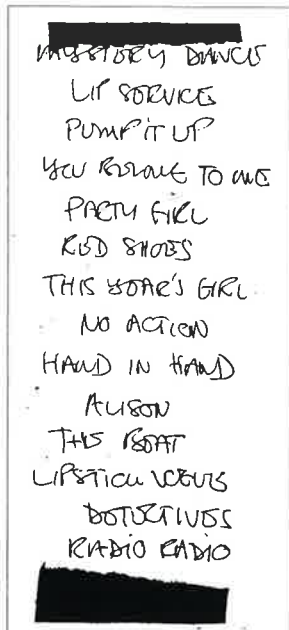 MYSTERY DANCE
LIP SERVICE
PUMP IT UP
YOU BELONG TO ME
PARTY GIRL
RED SHOES
THIS YEAR'S GIRL
NO ACTION
HAND IN HAND
ALISON
THIS BEAT
LIPSTICK VOGUE
DETECTIVES
RADIO RADIO